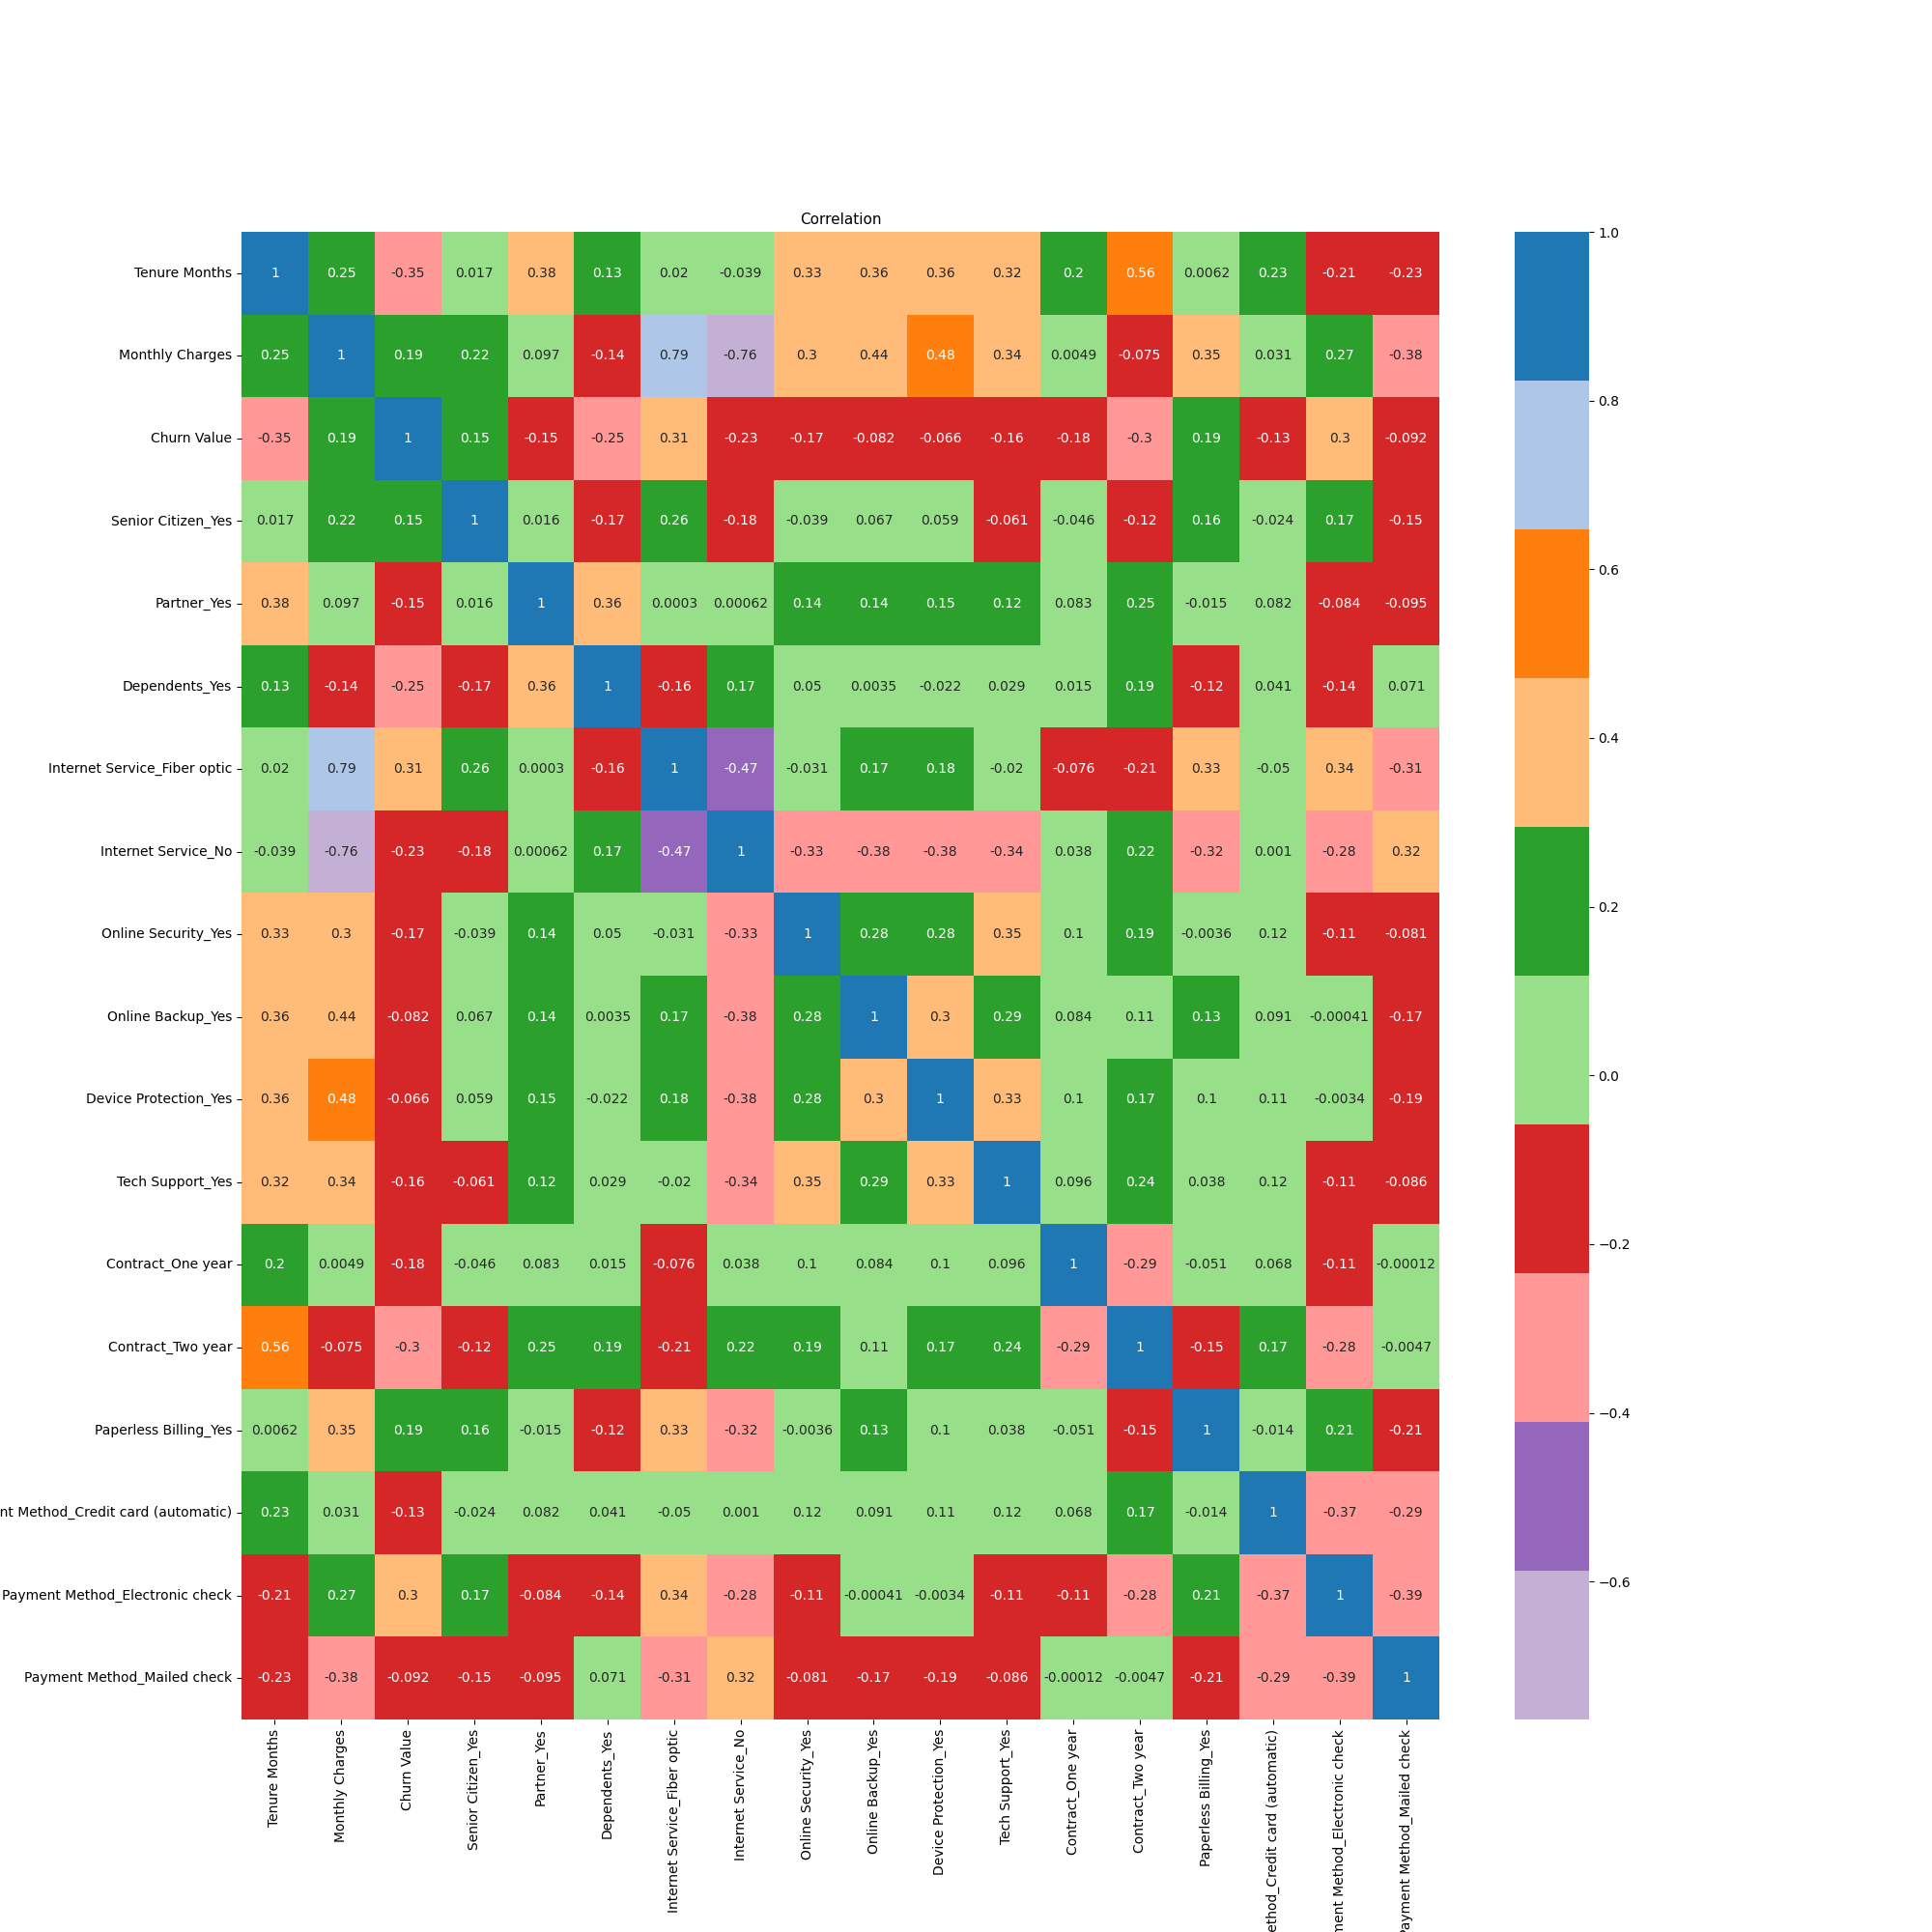 Correlation
Tenure Months 1 0.25 -0.35 0.017 0.38 0.13 0.02 -0.039 0.33 0.36 0.36 0.32 0.2 0.56 0.0062 0.23 -0.21 -0.23
Monthly Charges 0.25 1 0.19 0.22 0.097 -0.14 0.79 -0.76 0.3 0.44 0.48 0.34 0.0049 -0.075 0.35 0.031 0.27 -0.38
Churn Value -0.35 0.19 1 0.15 -0.15 -0.25 0.31 -0.23 -0.17 -0.082 -0.066 -0.16 -0.18 -0.3 0.19 -0.13 0.3 -0.092
Senior Citizen_Yes 0.017 0.22 0.15 1 0.016 -0.17 0.26 -0.18 -0.039 0.067 0.059 -0.061 -0.046 -0.12 0.16 -0.024 0.17 -0.15
Partner_Yes 0.38 0.097 -0.15 0.016 1 0.36 0.0003 0.00062 0.14 0.14 0.15 0.12 0.083 0.25 -0.015 0.082 -0.084 -0.095
Dependents_Yes 0.13 -0.14 -0.25 -0.17 0.36 1 -0.16 0.17 0.05 0.0035 -0.022 0.029 0.015 0.19 -0.12 0.041 -0.14 0.071
Internet Service_Fiber optic 0.02 0.79 0.31 0.26 0.0003 -0.16 1 -0.47 -0.031 0.17 0.18 -0.02 -0.076 -0.21 0.33 -0.05 0.34 -0.31
Internet Service_No -0.039 -0.76 -0.23 -0.18 0.00062 0.17 -0.47 1 -0.33 -0.38 -0.38 -0.34 0.038 0.22 -0.32 0.001 -0.28 0.32
Online Security_Yes 0.33 0.3 -0.17 -0.039 0.14 0.05 -0.031 -0.33 1 0.28 0.28 0.35 0.1 0.19 -0.0036 0.12 -0.11 -0.081
Online Backup_Yes 0.36 0.44 -0.082 0.067 0.14 0.0035 0.17 -0.38 0.28 1 0.3 0.29 0.084 0.11 0.13 0.091 -0.00041 -0.17
Device Protection_Yes 0.36 0.48 -0.066 0.059 0.15 -0.022 0.18 -0.38 0.28 0.3 1 0.33 0.1 0.17 0.1 0.11 -0.0034 -0.19
Tech Support_Yes 0.32 0.34 -0.16 -0.061 0.12 0.029 -0.02 -0.34 0.35 0.29 0.33 1 0.096 0.24 0.038 0.12 -0.11 -0.086
Contract_One year 0.2 0.0049 -0.18 -0.046 0.083 0.015 -0.076 0.038 0.1 0.084 0.1 0.096 1 -0.29 -0.051 0.068 -0.11 -0.00012
Contract_Two year 0.56 -0.075 -0.3 -0.12 0.25 0.19 -0.21 0.22 0.19 0.11 0.17 0.24 -0.29 1 -0.15 0.17 -0.28 -0.0047
Paperless Billing_Yes 0.0062 0.35 0.19 0.16 -0.015 -0.12 0.33 -0.32 -0.0036 0.13 0.1 0.038 -0.051 -0.15 1 -0.014 0.21 -0.21
nt Method_Credit card (automatic) 0.23 0.031 -0.13 -0.024 0.082 0.041 -0.05 0.001 0.12 0.091 0.11 0.12 0.068 0.17 -0.014 1 -0.37 -0.29
Payment Method_Electronic check -0.21 0.27 0.3 0.17 -0.084 -0.14 0.34 -0.28 -0.11 -0.00041 -0.0034 -0.11 -0.11 -0.28 0.21 -0.37 1 -0.39
Payment Method_Mailed check -0.23 -0.38 -0.092 -0.15 -0.095 0.071 -0.31 0.32 -0.081 -0.17 -0.19 -0.086 -0.00012 -0.0047 -0.21 -0.29 -0.39 1
Tenure Months
Monthly Charges
Churn Value
Senior Citizen_Yes
Partner_Yes
Dependents_Yes
Internet Service_Fiber optic
Internet Service_No
Online Security_Yes
Online Backup_Yes
Device Protection_Yes
Tech Support_Yes
Contract_One year
Contract_Two year
Paperless Billing_Yes
ethod_Credit card (automatic)
ment Method_Electronic check
Payment Method_Mailed check
1.0
0.8
0.6
0.4
0.2
0.0
−0.2
−0.4
−0.6